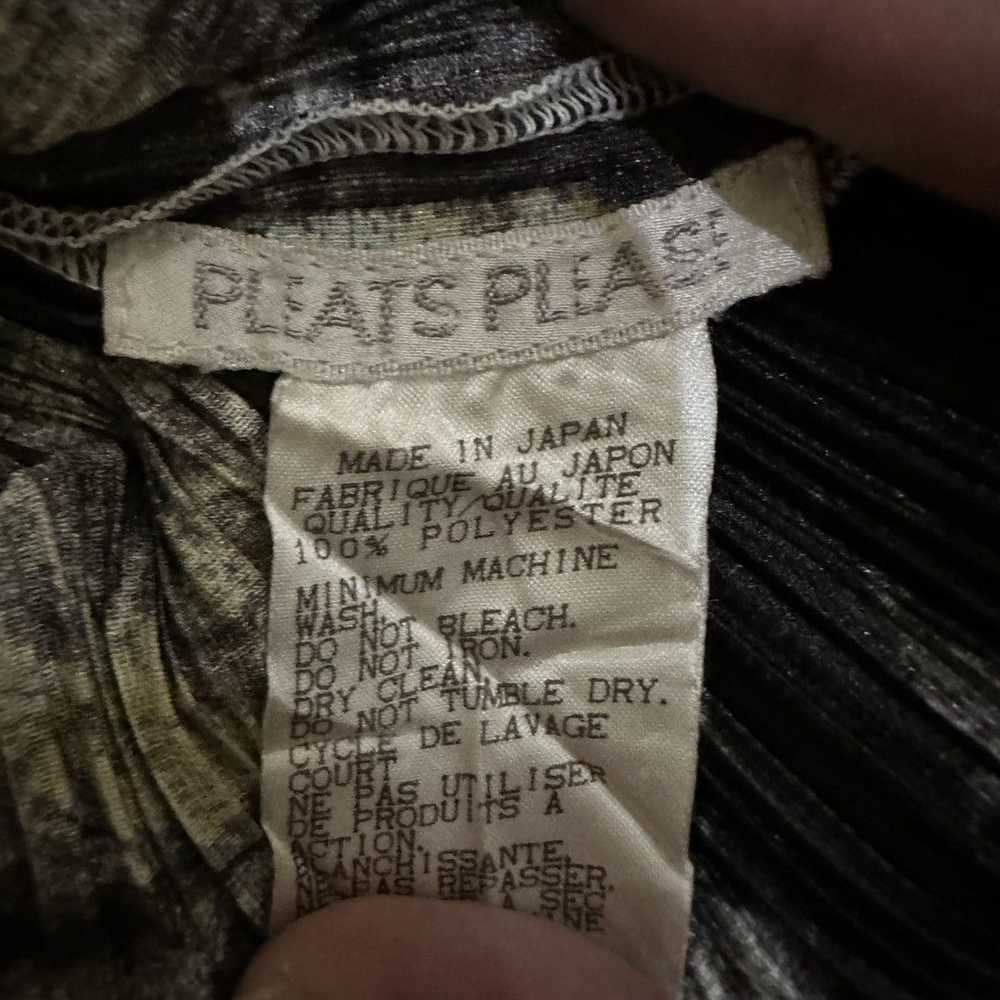 PLEATS PLEASE
MADE IN JAPAN
FABRIQUE AU JAPON
QUALITY/QUALITE
100% POLYESTER
MINIMUM MACHINE
WASH.
DO NOT BLEACH.
DO NOT IRON.
DRY CLEAN.
DO NOT TUMBLE DRY.
CYCLE DE LAVAGE
COURT
NE PAS UTILISER
DE PRODUITS A
ACTION.
BLANCHISSANTE.
NE PAS REPASSER.
A SEC